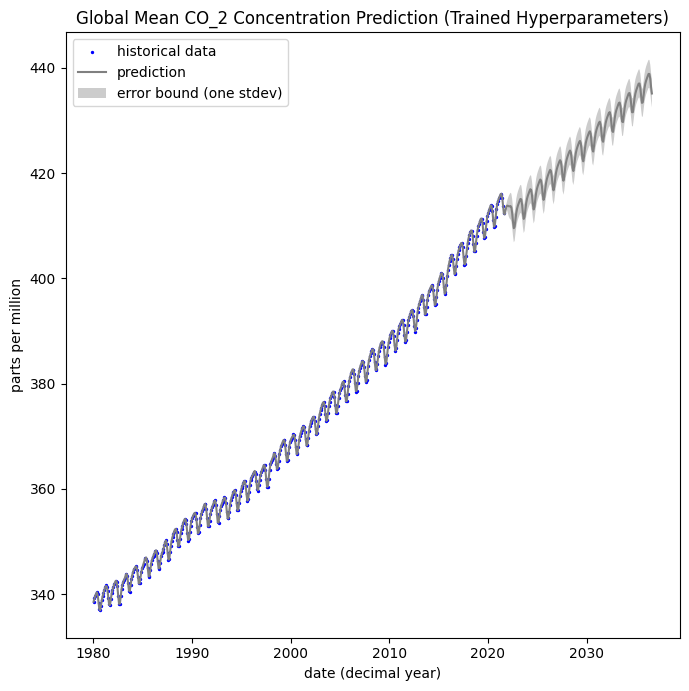 Global Mean CO_2 Concentration Prediction (Trained Hyperparameters)
historical data
prediction
error bound (one stdev)
440
420
400
380
360
340
parts per million
1980 1990 2000 2010 2020 2030
date (decimal year)